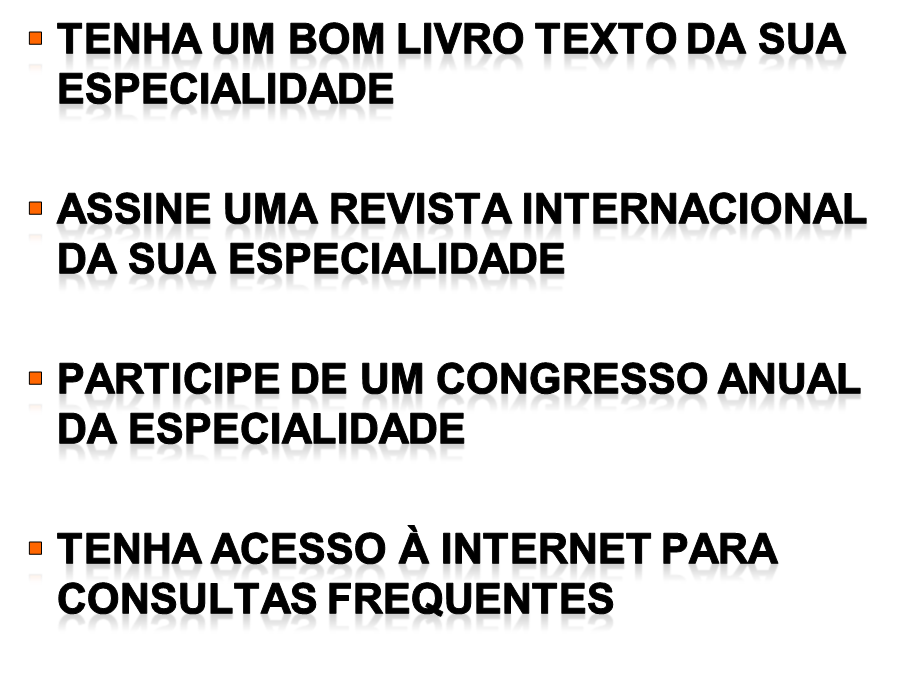 TENHA UM BOM LIVRO TEXTO DA SUA
ESPECIALIDADE
ASSINE UMA REVISTA INTERNACIONAL
DA SUA ESPECIALIDADE
PARTICIPE DE UM CONGRESSO ANUAL
DA ESPECIALIDADE
TENHA ACESSO À INTERNET PARA
CONSULTAS FREQUENTES